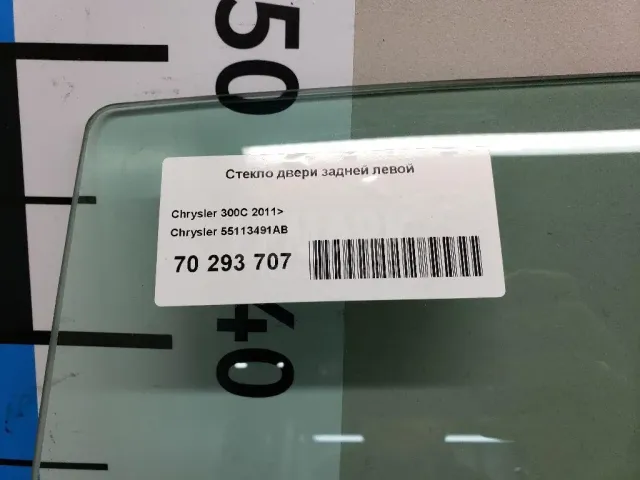 50
Стекло двери задней левой
Chrysler 300C 2011>
Chrysler 55113491AB
70 293 707
40